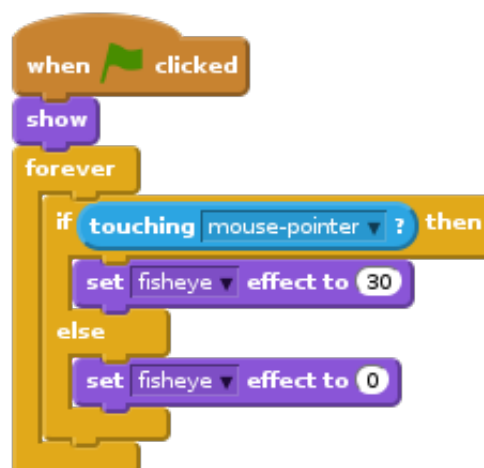 when clicked
show
forever
if touching mouse-pointer ? then
set fisheye effect to 30
else
set fisheye effect to 0